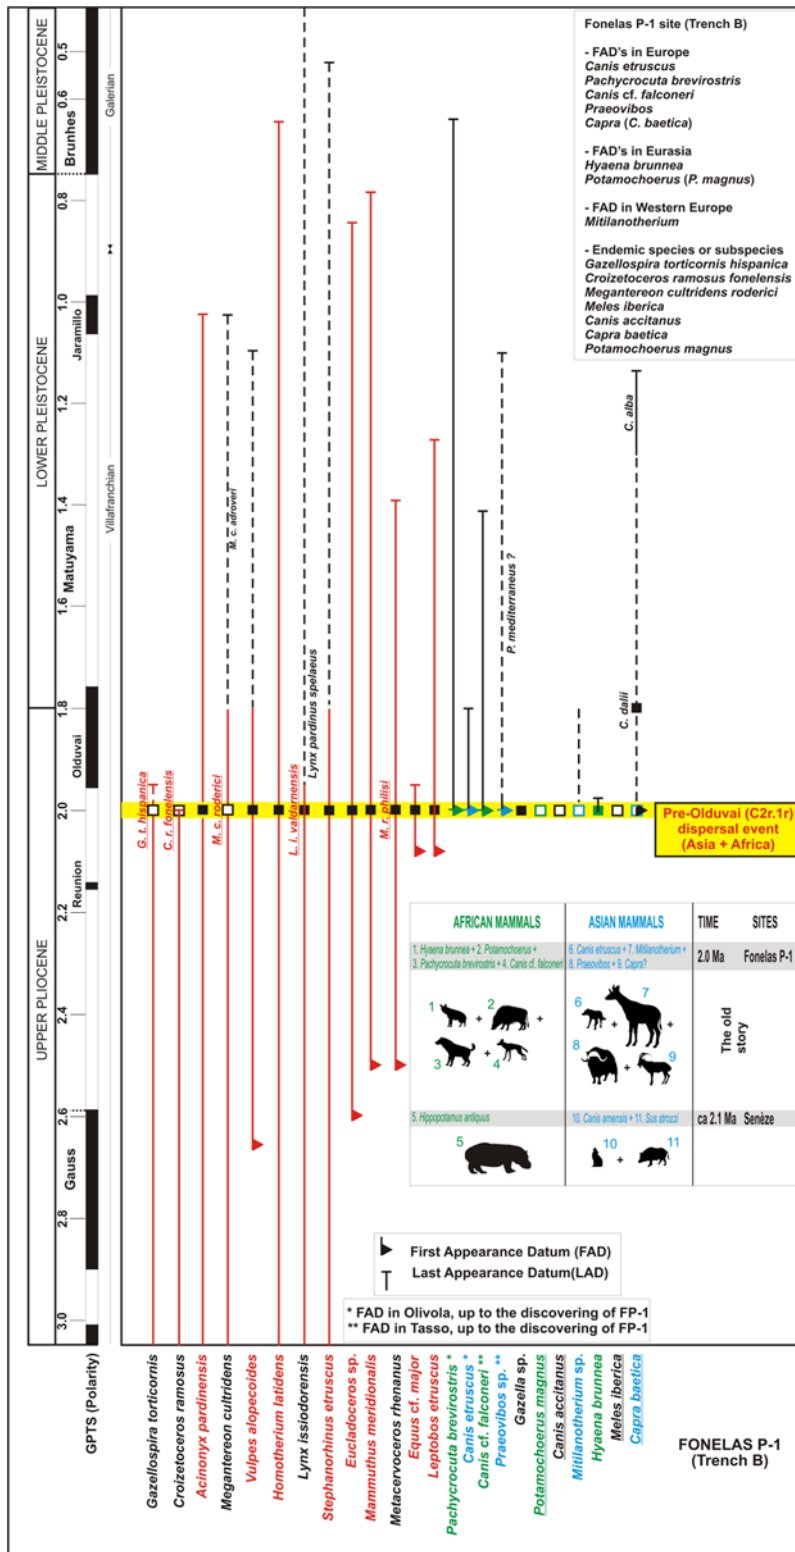 Fonelas P-1 site (Trench B)
- FAD's in Europe
Canis etruscus
Pachycrocuta brevirostris
Canis cf. falconeri
Praeovibos
Capra (C. baetica)
- FAD's in Eurasia
Hyaena brunnea
Potamochoerus (P. magnus)
- FAD in Western Europe
Mitilanotherium
- Endemic species or subspecies
Gazellospira torticornis hispanica
Croizetoceros ramosus fonelensis
Megantereon cultridens roderici
Meles iberica
Canis accitanus
Capra baetica
Potamochoerus magnus
MIDDLE PLEISTOCENE
LOWER PLEISTOCENE
UPPER PLIOCENE
Brunhes
Jaramillo
Matuyama
Olduvai
Reunion
Gauss
0.5
0.6
0.8
1.0
1.2
1.4
1.6
1.8
2.0
2.2
2.4
2.6
2.8
3.0
Galerian
Villafranchian
M. c. adroveri
Lynx pardinus spelaeus
P. mediterraneus ?
C. alba
C. dalii
G. t. hispanica
C. r. fonelensis
M. c. roderici
L. i. valdarnensis
M. r. philisi
Pre-Olduvai (C2r.1r)
dispersal event
(Asia + Africa)
AFRICAN MAMMALS
ASIAN MAMMALS
TIME
SITES
1. Hyaena brunnea + 2. Potamochoerus +
3. Pachycrocuta brevirostris + 4. Canis cf. falconeri
6. Canis etruscus + 7. Mitilanotherium +
8. Praeovibos + 9. Capra?
2.0 Ma
Fonelas P-1
1
+
2
+
3
+
4
6
+
7
+
8
+
9
The old
story
5. Hippopotamus antiquus
10. Canis arnensis + 11. Sus strozzi
ca 2.1 Ma
Senèze
5
10
+
11
First Appearance Datum (FAD)
Last Appearance Datum(LAD)
* FAD in Olivola, up to the discovering of FP-1
** FAD in Tasso, up to the discovering of FP-1
GPTS (Polarity)
Gazellospira torticornis
Croizetoceros ramosus
Acinonyx pardinensis
Megantereon cultridens
Vulpes alopecoides
Homotherium latidens
Lynx issiodorensis
Stephanorhinus etruscus
Eucladoceros sp.
Mammuthus meridionalis
Metacervoceros rhenanus
Equus cf. major
Leptobos etruscus
Pachycrocuta brevirostris *
Canis etruscus *
Canis cf. falconeri **
Praeovibos sp. **
Gazella sp.
Potamochoerus magnus
Canis accitanus
Mitilanotherium sp.
Hyaena brunnea
Meles iberica
Capra baetica
FONELAS P-1
(Trench B)